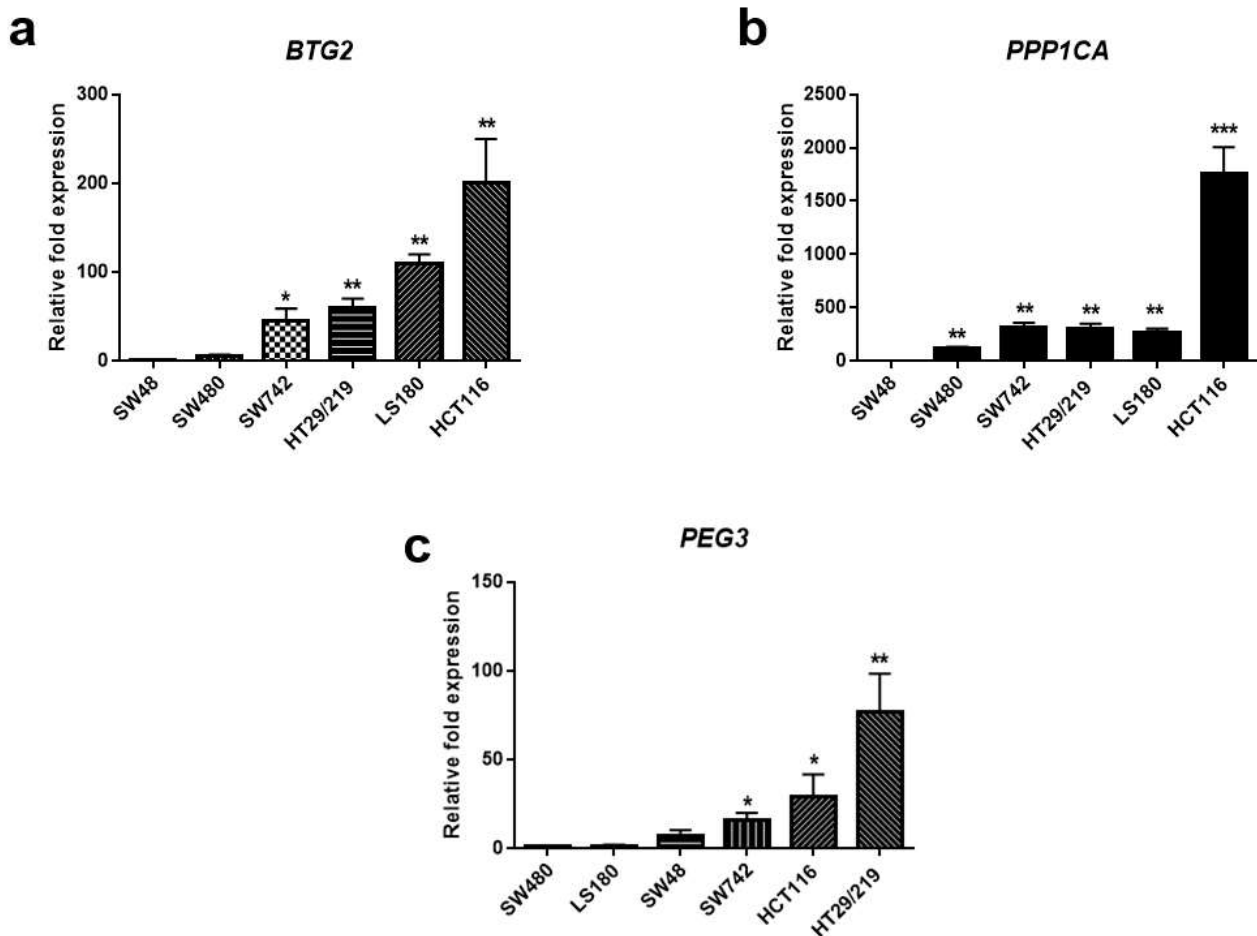 a
BTG2
Relative fold expression
300
200
100
0
*
**
**
**
SW48
SW480
SW742
HT29/219
LS180
HCT116
b
PPP1CA
Relative fold expression
2500
2000
1500
1000
500
0
**
**
**
**
***
SW48
SW480
SW742
HT29/219
LS180
HCT116
c
PEG3
Relative fold expression
150
100
50
0
*
*
**
SW480
LS180
SW48
SW742
HCT116
HT29/219